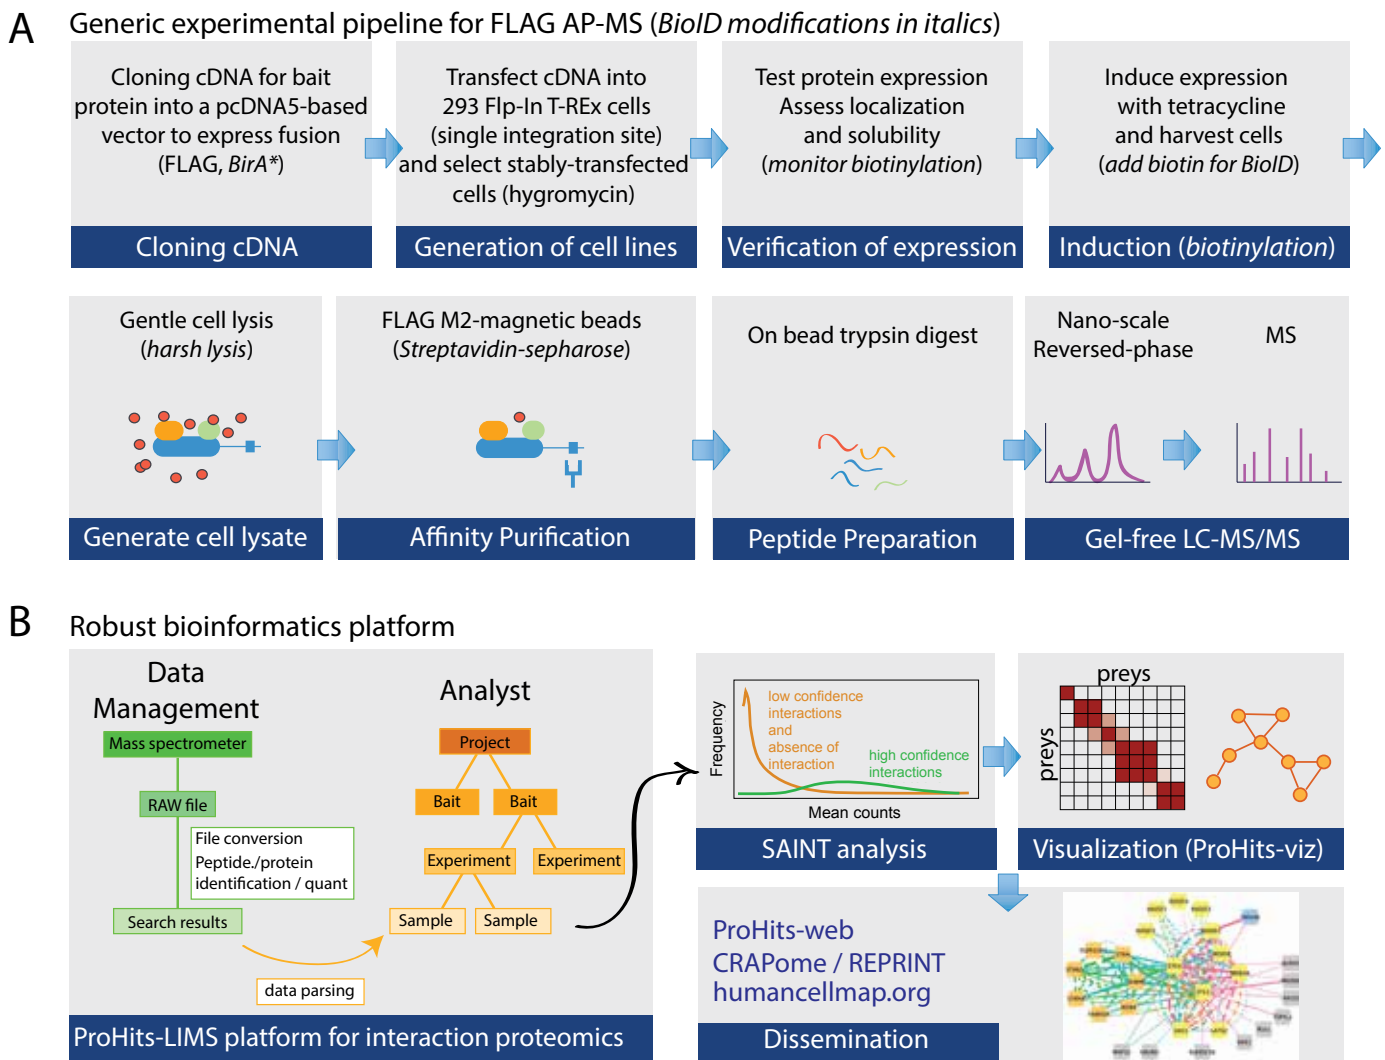 A
Generic experimental pipeline for FLAG AP-MS (BioID modifications in italics)
Cloning cDNA for bait
protein into a pcDNA5-based
vector to express fusion
(FLAG, BirA*)
Cloning cDNA
Transfect cDNA into
293 Flp-In T-REx cells
(single integration site)
and select stably-transfected
cells (hygromycin)
Generation of cell lines
Test protein expression
Assess localization
and solubility
(monitor biotinylation)
Verification of expression
Induce expression
with tetracycline
and harvest cells
(add biotin for BioID)
Induction (biotinylation)
Gentle cell lysis
(harsh lysis)
Generate cell lysate
FLAG M2-magnetic beads
(Streptavidin-sepharose)
Affinity Purification
On bead trypsin digest
Peptide Preparation
Nano-scale
Reversed-phase
MS
Gel-free LC-MS/MS
B
Robust bioinformatics platform
Data
Management
Mass spectrometer
RAW file
File conversion
Peptide./protein
identification / quant
Search results
data parsing
Analyst
Project
Bait
Bait
Experiment
Experiment
Sample
Sample
ProHits-LIMS platform for interaction proteomics
Frequency
low confidence
interactions
and
absence of
interaction
high confidence
interactions
Mean counts
SAINT analysis
preys
preys
Visualization (ProHits-viz)
ProHits-web
CRAPome / REPRINT
humancellmap.org
Dissemination